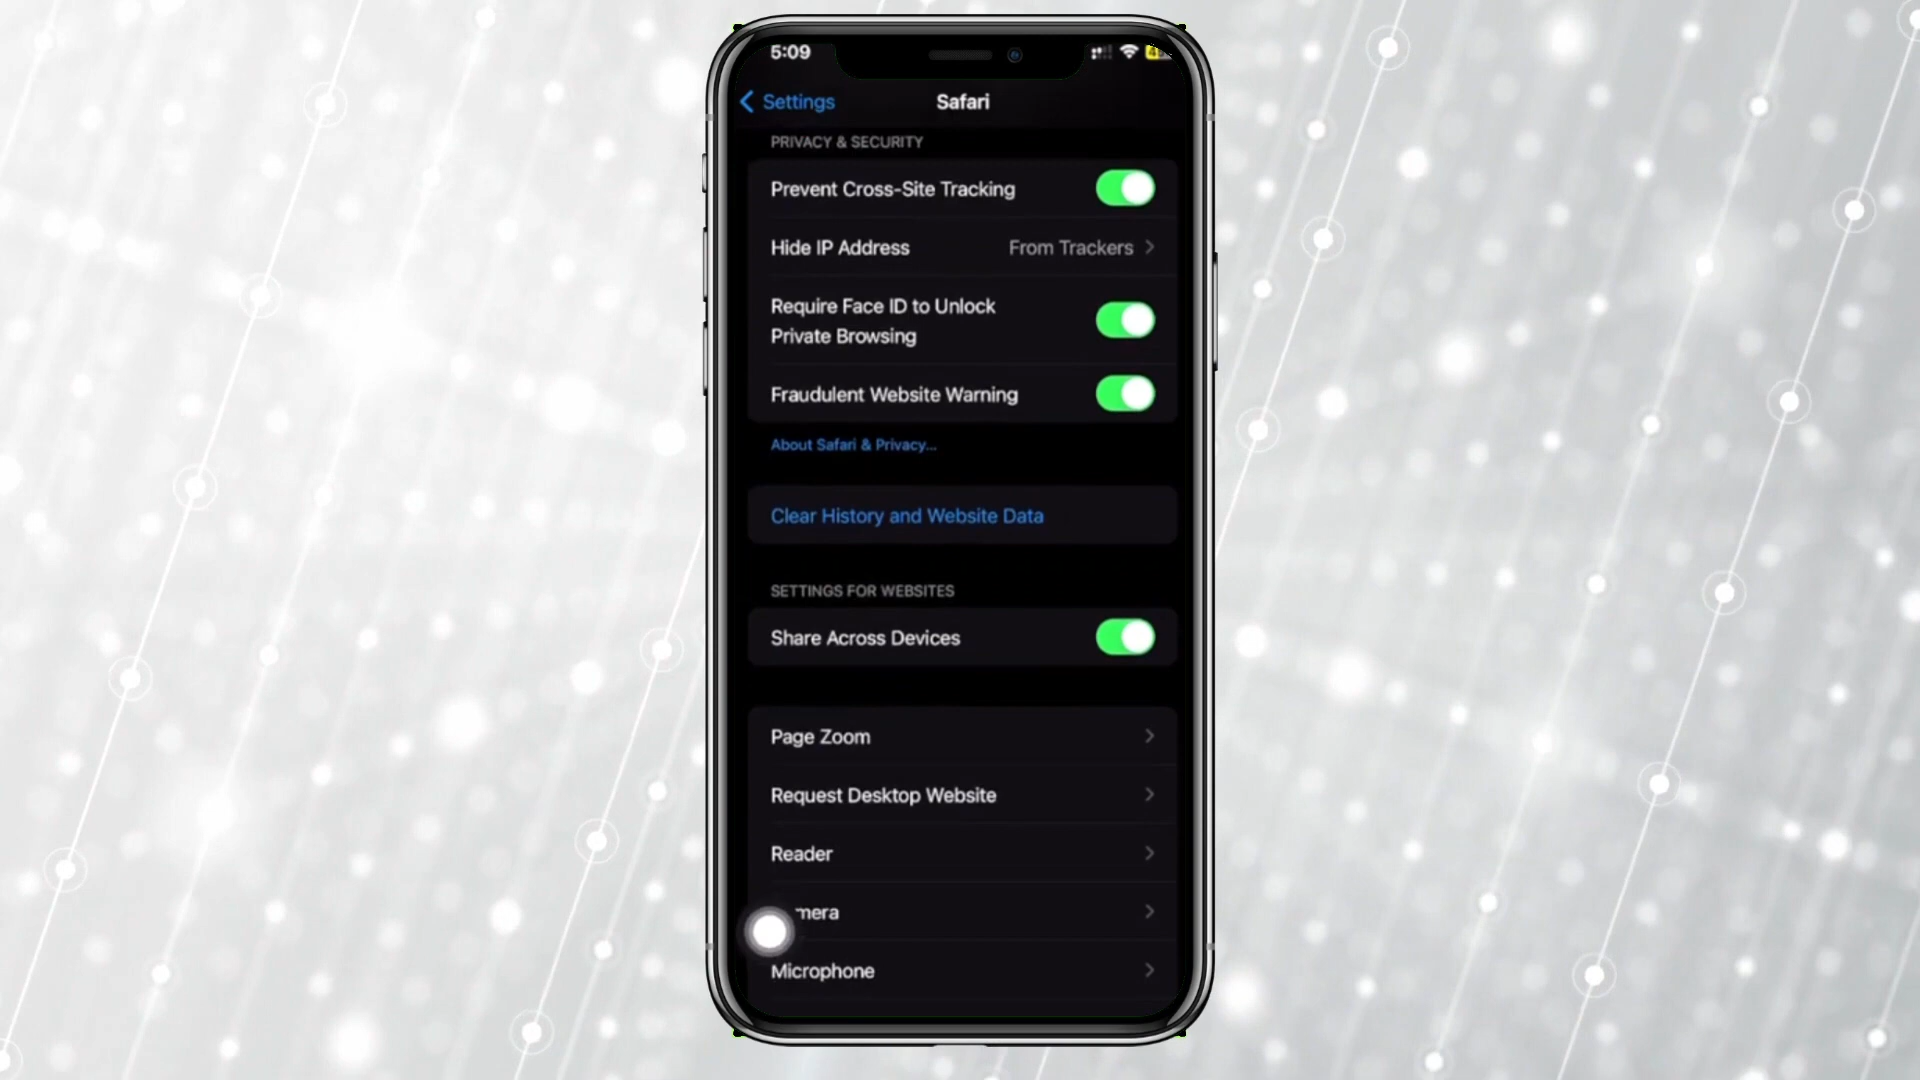 5:09
Settings
Safari
PRIVACY & SECURITY
Prevent Cross-Site Tracking
Hide IP Address
From Trackers
Require Face ID to Unlock
Private Browsing
Fraudulent Website Warning
About Safari & Privacy...
Clear History and Website Data
SETTINGS FOR WEBSITES
Share Across Devices
Page Zoom
Request Desktop Website
Reader
mera
Microphone